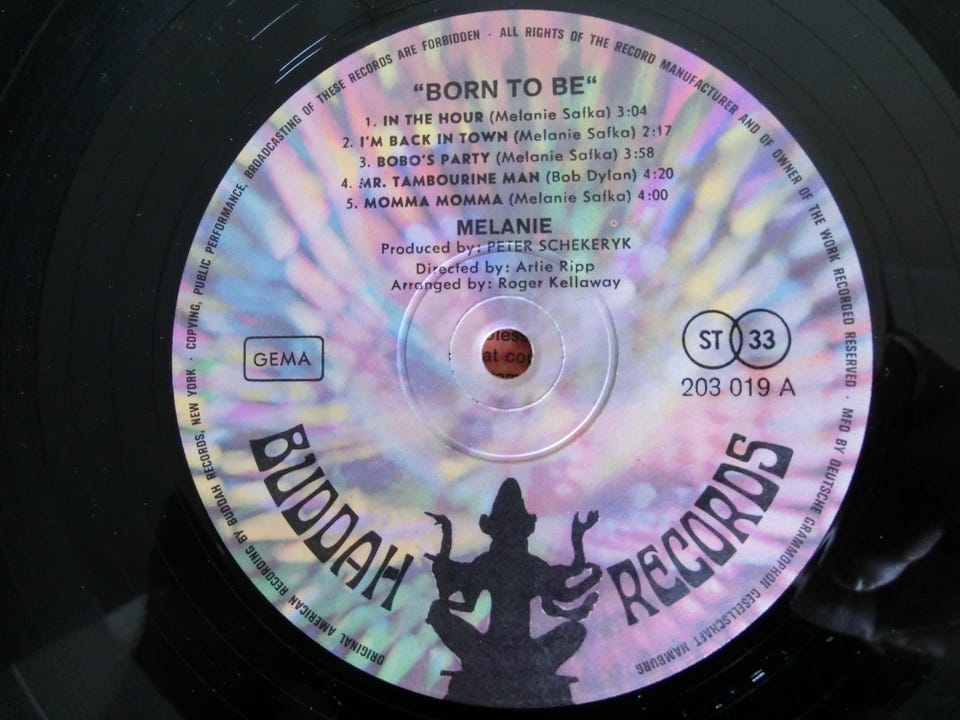 "BORN TO BE"
1. IN THE HOUR (Melanie Safka) 3:04
2. I'M BACK IN TOWN (Melanie Safka) 2:17
3. BOBO'S PARTY (Melanie Safka) 3:58
4. MR. TAMBOURINE MAN (Bob Dylan) 4:20
5. MOMMA MOMMA (Melanie Safka) 4:00
MELANIE
Produced by: PETER SCHEKERYK
Directed by: Artie Ripp
Arranged by: Roger Kellaway
GEMA
ST 33
203 019 A
BUDDAH RECORDS
ORIGINAL AMERICAN RECORDING BY BUDDAH RECORDS, NEW YORK · COPYING, PUBLIC PERFORMANCE, BROADCASTING OF THESE RECORDS ARE FORBIDDEN · ALL RIGHTS OF THE RECORD MANUFACTURER AND OF OWNER OF THE WORK RECORDED RESERVED · MFD BY DEUTSCHE GRAMMOPHON GESELLSCHAFT HAMBURG